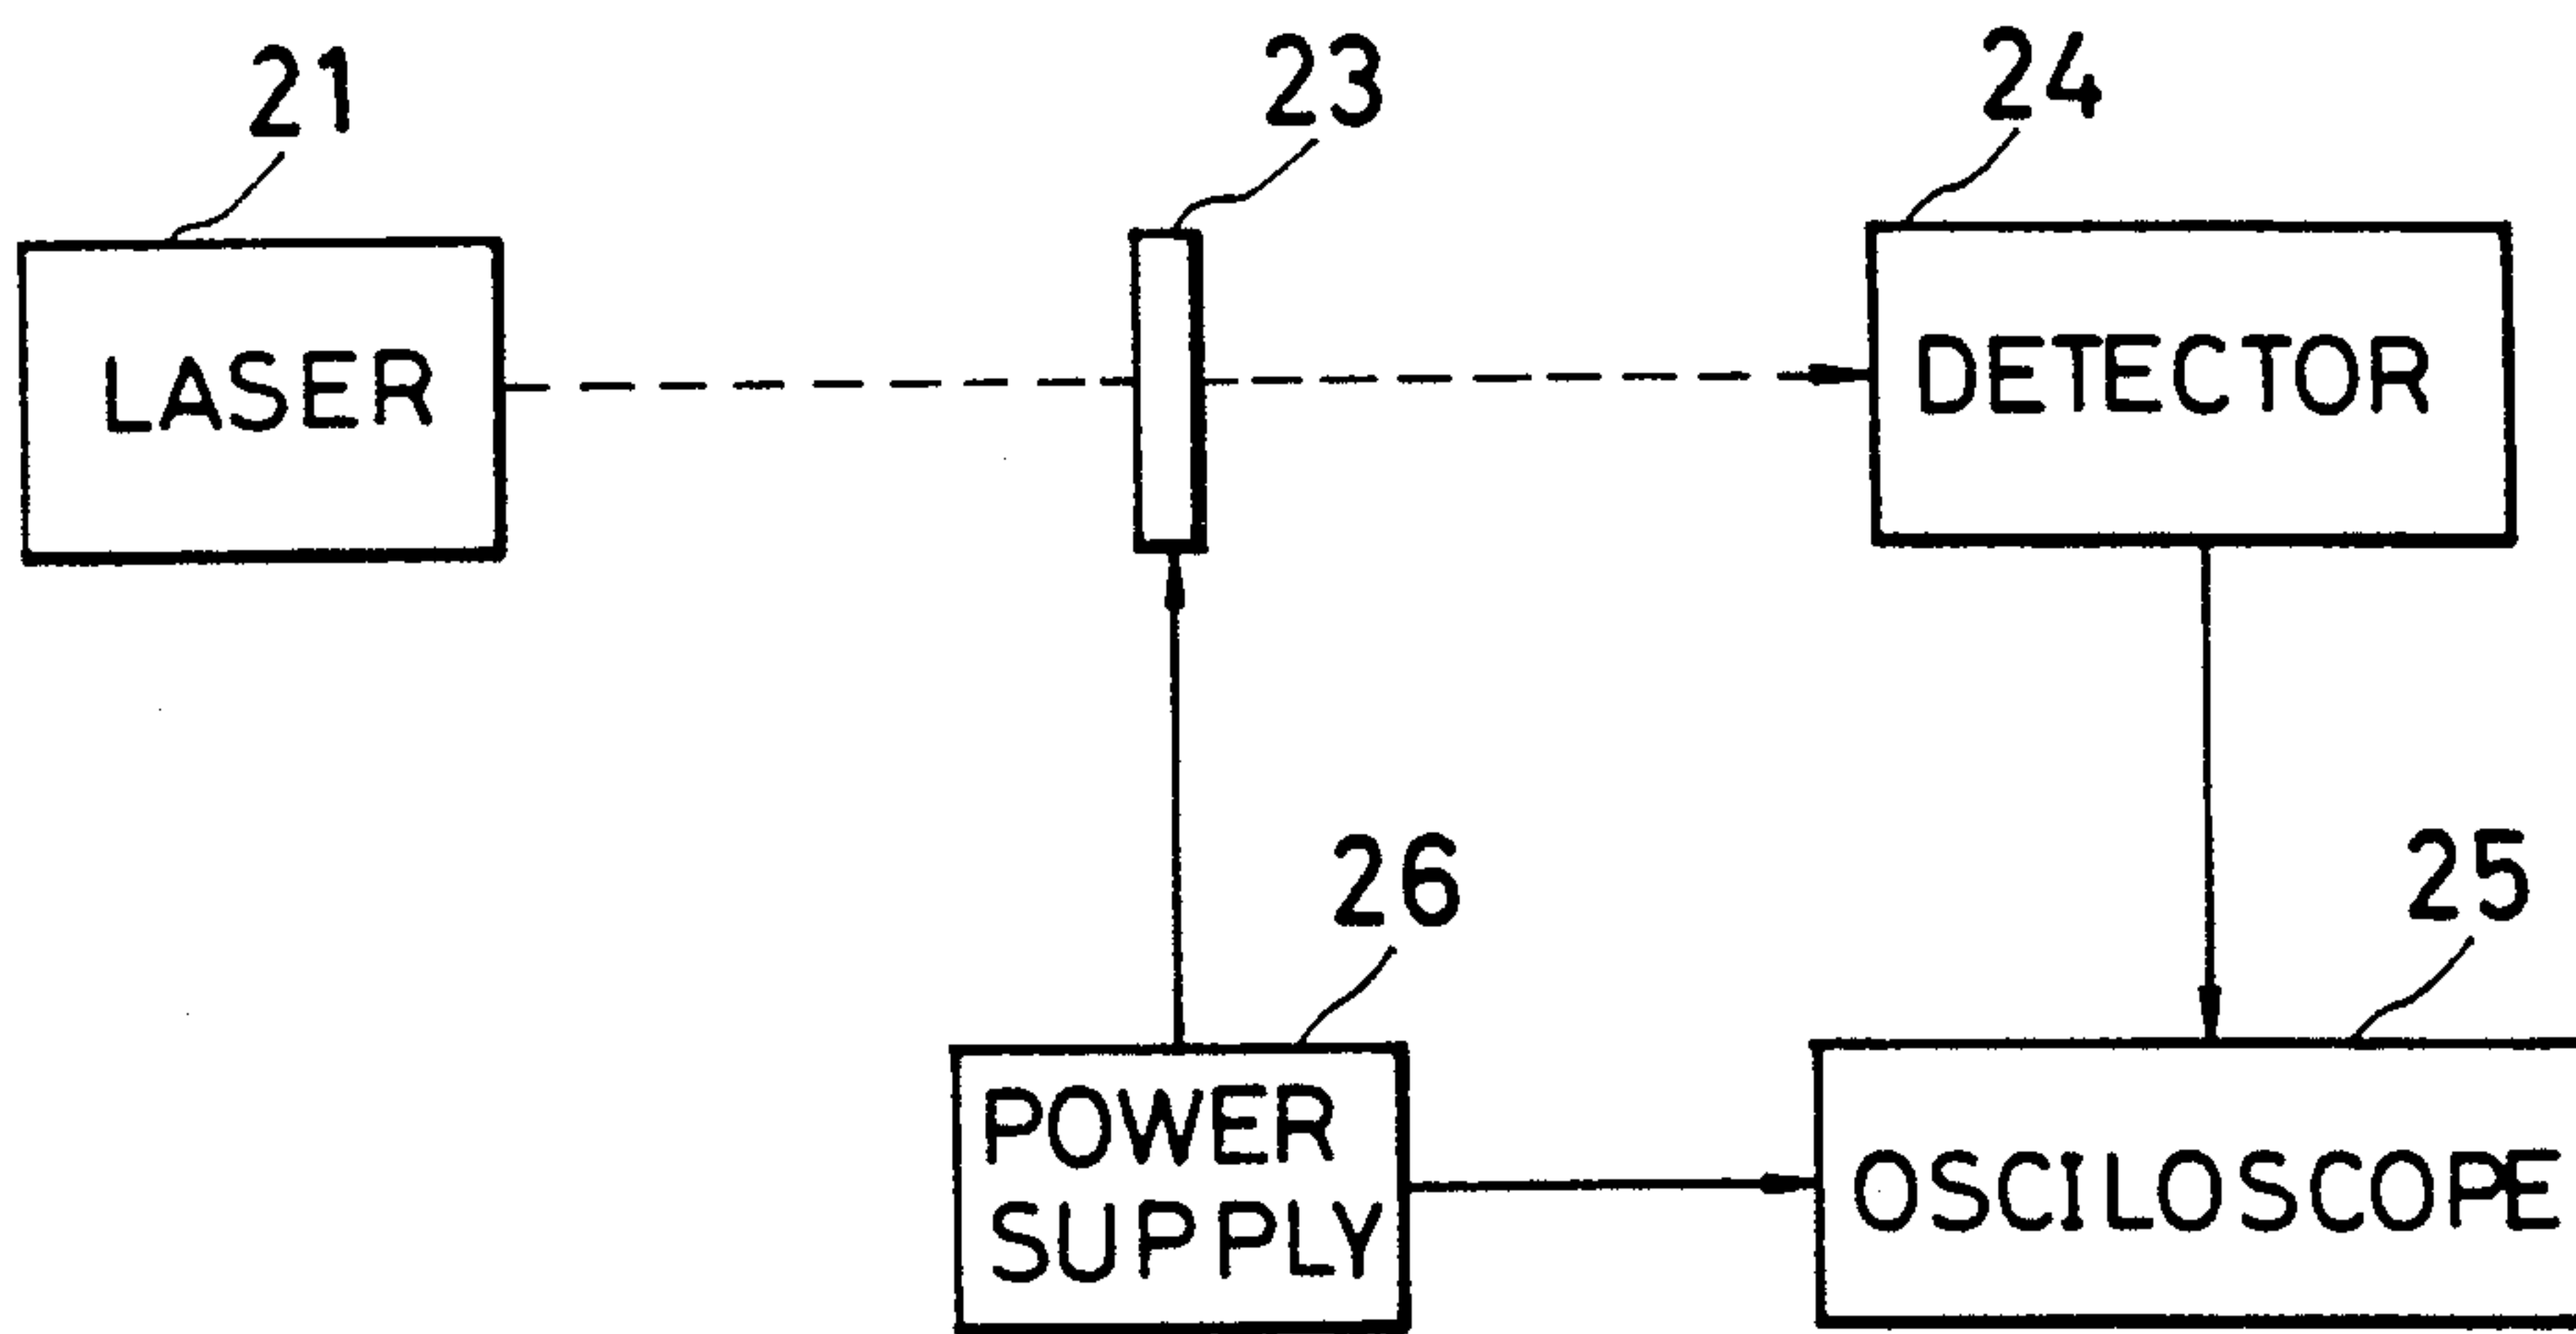 21
23
24
LASER
DETECTOR
26
25
POWER
SUPPLY
OSCILOSCOPE